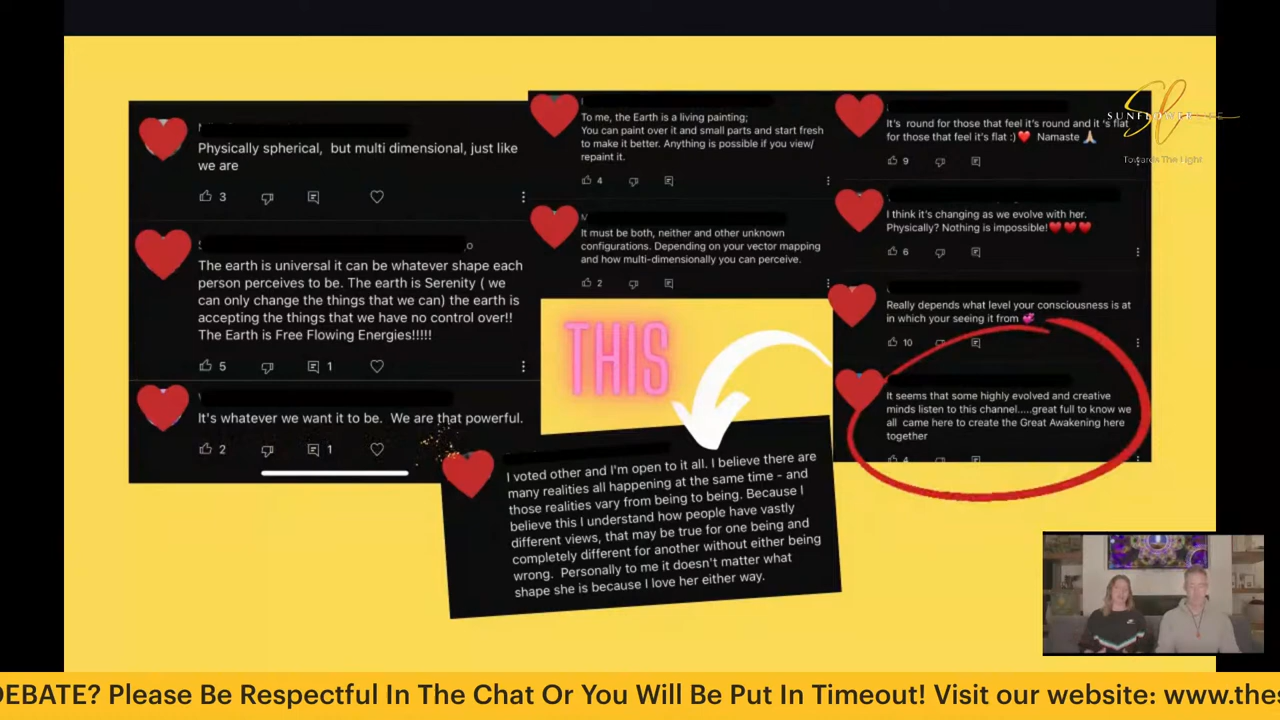 Physically spherical,  but multi dimensional, just like
we are
3
The earth is universal it can be whatever shape each
person perceives to be. The earth is Serenity ( we
can only change the things that we can) the earth is
accepting the things that we have no control over!!
The Earth is Free Flowing Energies!!!!!
5 1
It's whatever we want it to be.  We are that powerful.
2 1
To me, the Earth is a living painting;
You can paint over it and small parts and start fresh
to make it better. Anything is possible if you view/
repaint it.
4
It must be both, neither and other unknown
configurations. Depending on your vector mapping
and how multi-dimensionally you can perceive.
2
THIS
I voted other and I'm open to it all. I believe there are
many realities all happening at the same time - and
those realities vary from being to being. Because I
believe this I understand how people have vastly
different views, that may be true for one being and
completely different for another without either being
wrong.  Personally to me it doesn't matter what
shape she is because I love her either way.
It's  round for those that feel it's round and it 's flat
for those that feel it's flat :)❤️  Namaste 🙏
9
I think it's changing as we evolve with her.
Physically? Nothing is impossible!❤️❤️❤️
6
Really depends what level your consciousness is at
in which your seeing it from 💞
10
It seems that some highly evolved and creative
minds listen to this channel.....great full to know we
all  came here to create the Great Awakening here
together
4
Towards The Light
DEBATE? Please Be Respectful In The Chat Or You Will Be Put In Timeout! Visit our website: www.thes